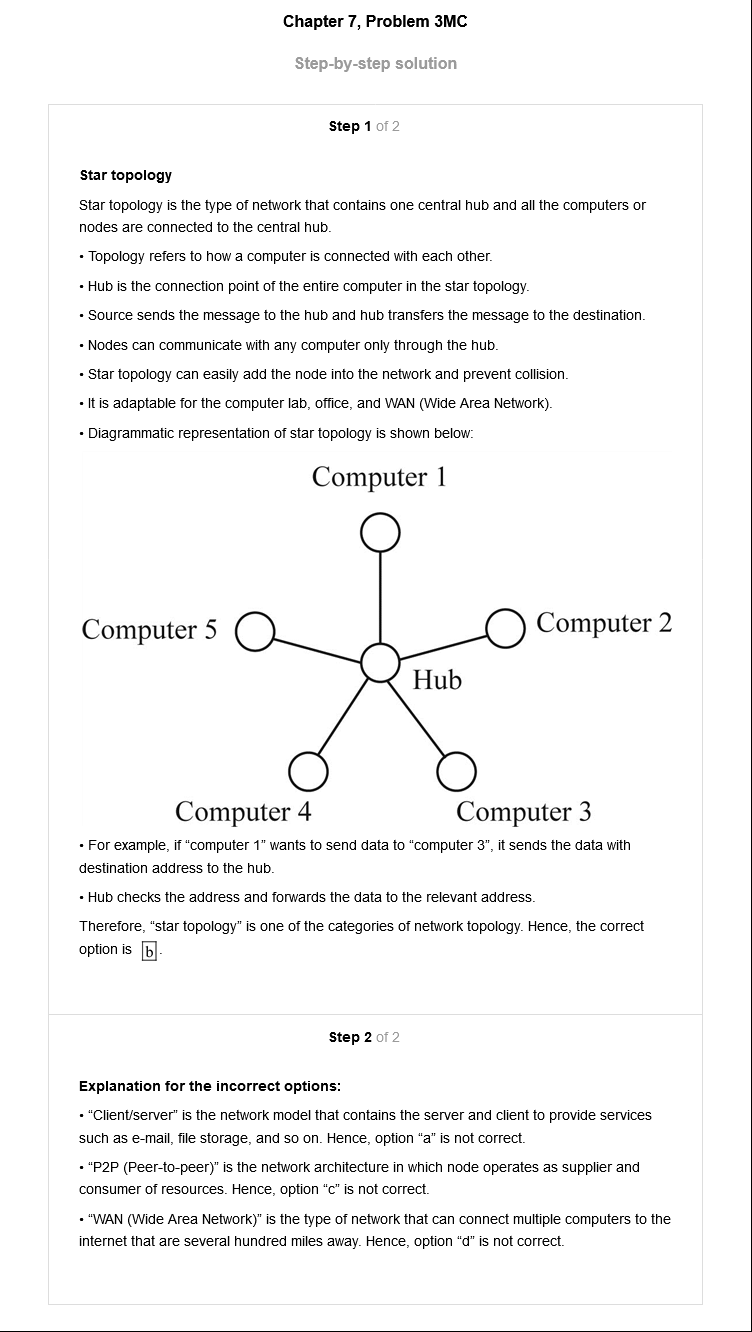 Chapter 7, Problem 3MC
Step-by-step solution
Step 1 of 2
Star topology
Star topology is the type of network that contains one central hub and all the computers or
nodes are connected to the central hub.
• Topology refers to how a computer is connected with each other.
• Hub is the connection point of the entire computer in the star topology.
• Source sends the message to the hub and hub transfers the message to the destination.
• Nodes can communicate with any computer only through the hub.
• Star topology can easily add the node into the network and prevent collision.
• It is adaptable for the computer lab, office, and WAN (Wide Area Network).
• Diagrammatic representation of star topology is shown below:
Computer 1
Computer 5
Computer 2
Hub
Computer 4
Computer 3
• For example, if “computer 1” wants to send data to “computer 3”, it sends the data with
destination address to the hub.
• Hub checks the address and forwards the data to the relevant address.
Therefore, “star topology” is one of the categories of network topology. Hence, the correct
option is b.
Step 2 of 2
Explanation for the incorrect options:
• “Client/server” is the network model that contains the server and client to provide services
such as e-mail, file storage, and so on. Hence, option “a” is not correct.
• “P2P (Peer-to-peer)” is the network architecture in which node operates as supplier and
consumer of resources. Hence, option “c” is not correct.
• “WAN (Wide Area Network)” is the type of network that can connect multiple computers to the
internet that are several hundred miles away. Hence, option “d” is not correct.